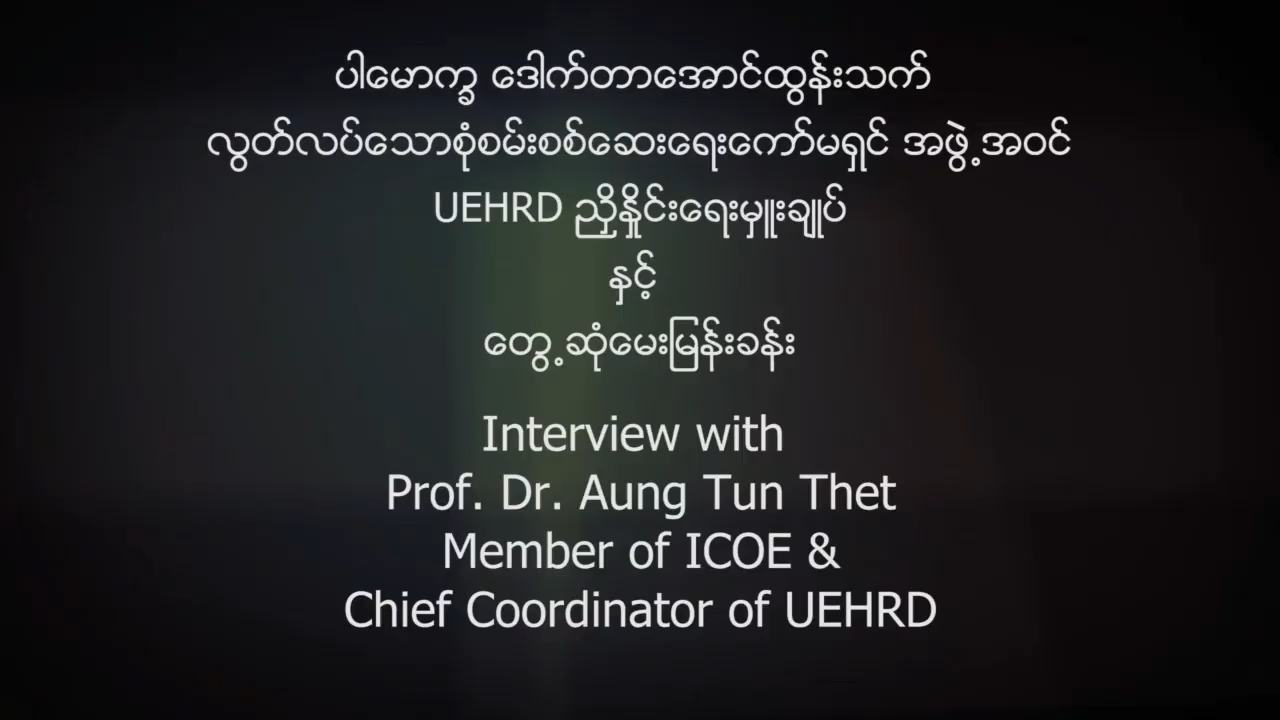 ပါမောက္ခ ဒေါက်တာအောင်ထွန်းသက်
လွတ်လပ်သောစုံစမ်းစစ်ဆေးရေးကော်မရှင် အဖွဲ့အဝင်
UEHRD ညှိနှိုင်းရေးမှူးချုပ်
နှင့်
တွေ့ဆုံမေးမြန်းခန်း
Interview with
Prof. Dr. Aung Tun Thet
Member of ICOE &
Chief Coordinator of UEHRD